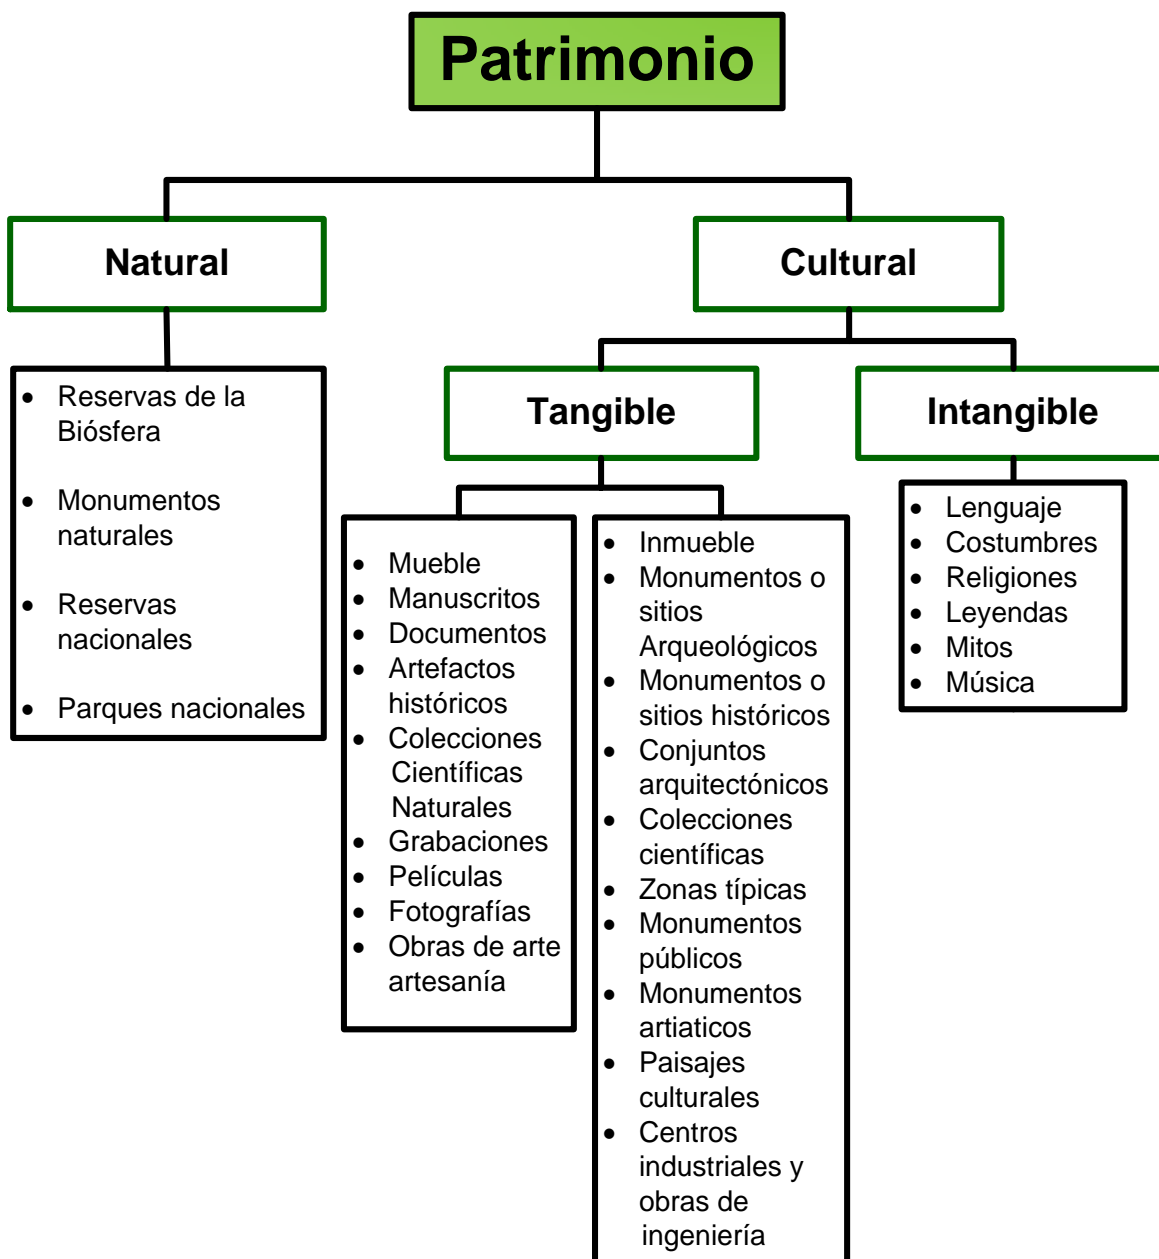 Patrimonio
Natural
Cultural
Tangible
Intangible
• Reservas de la
Biósfera
• Monumentos
naturales
• Reservas
nacionales
• Parques nacionales
• Mueble
• Manuscritos
• Documentos
• Artefactos
históricos
• Colecciones
Científicas
Naturales
• Grabaciones
• Películas
• Fotografías
• Obras de arte
artesanía
• Inmueble
• Monumentos o
sitios
Arqueológicos
• Monumentos o
sitios históricos
• Conjuntos
arquitectónicos
• Colecciones
científicas
• Zonas típicas
• Monumentos
públicos
• Monumentos
artiaticos
• Paisajes
culturales
• Centros
industriales y
obras de
ingeniería
• Lenguaje
• Costumbres
• Religiones
• Leyendas
• Mitos
• Música